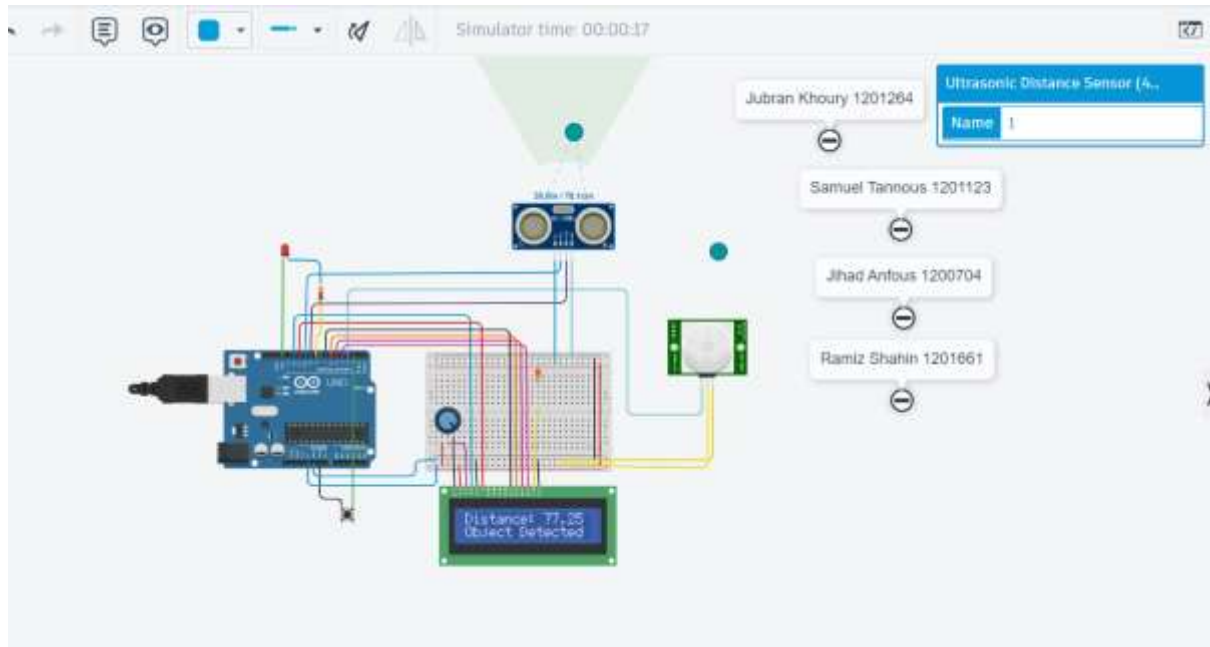 Simulator time: 00:00:17
Jubran Khoury 1201264
Ultrasonic Distance Sensor (4..
Name 1
Samuel Tannous 1201123
Jihad Anfous 1200704
Ramiz Shahin 1201661
UNO
Distance: 77.25
Object Detected